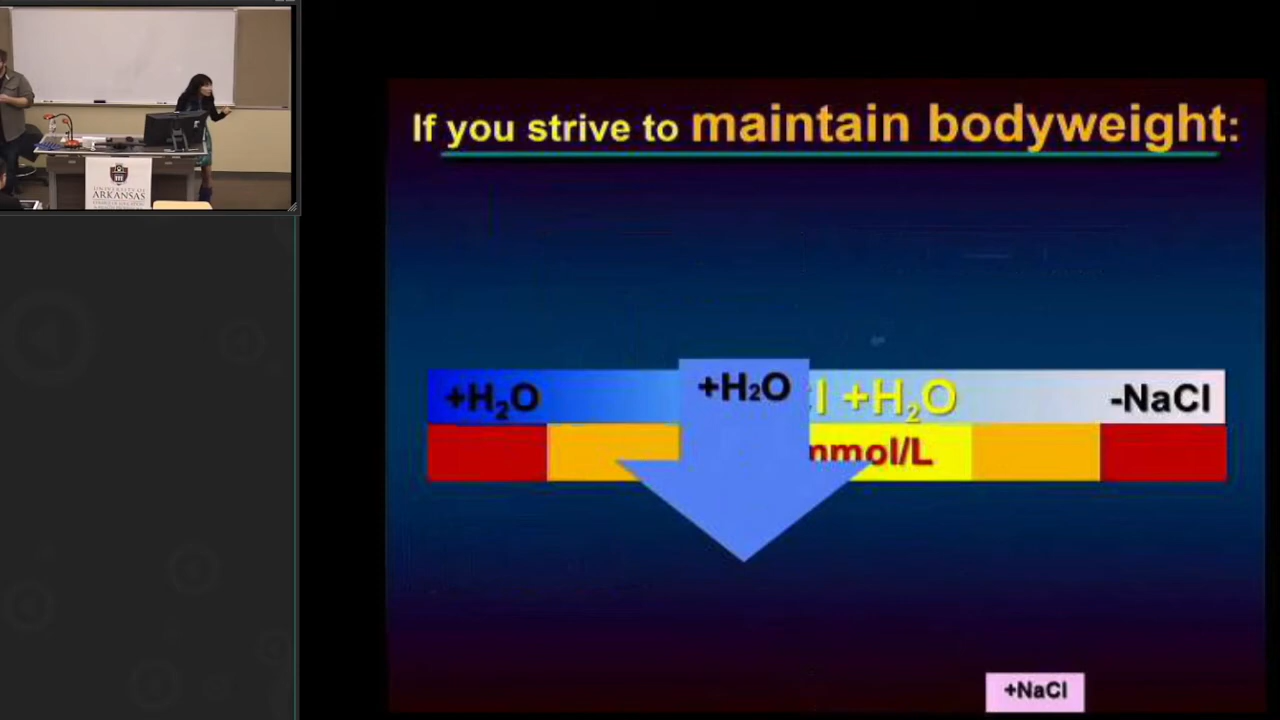 If you strive to maintain bodyweight:
+H₂O
+H₂O
+H₂O
-NaCl
mmol/L
+NaCl
UNIVERSITY OF
ARKANSAS